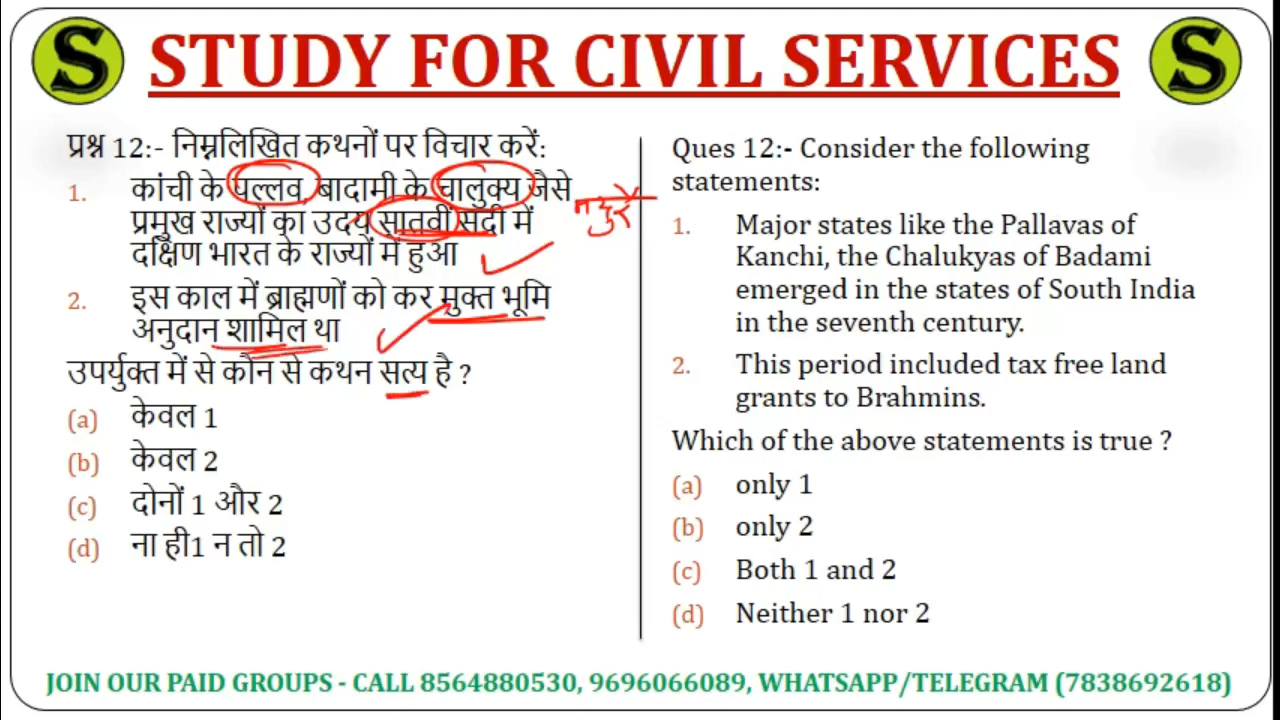 S STUDY FOR CIVIL SERVICES S
प्रश्न 12:- निम्नलिखित कथनों पर विचार करें:
1. कांची के पल्लव, बादामी के चालुक्य जैसे
प्रमुख राज्यों का उदय सातवीं सदी में
दक्षिण भारत के राज्यों में हुआ
2. इस काल में ब्राह्मणों को कर मुक्त भूमि
अनुदान शामिल था
उपर्युक्त में से कौन से कथन सत्य है ?
(a) केवल 1
(b) केवल 2
(c) दोनों 1 और 2
(d) ना ही1 न तो 2
Ques 12:- Consider the following
statements:
1. Major states like the Pallavas of
Kanchi, the Chalukyas of Badami
emerged in the states of South India
in the seventh century.
2. This period included tax free land
grants to Brahmins.
Which of the above statements is true ?
(a) only 1
(b) only 2
(c) Both 1 and 2
(d) Neither 1 nor 2
JOIN OUR PAID GROUPS - CALL 8564880530, 9696066089, WHATSAPP/TELEGRAM (7838692618)